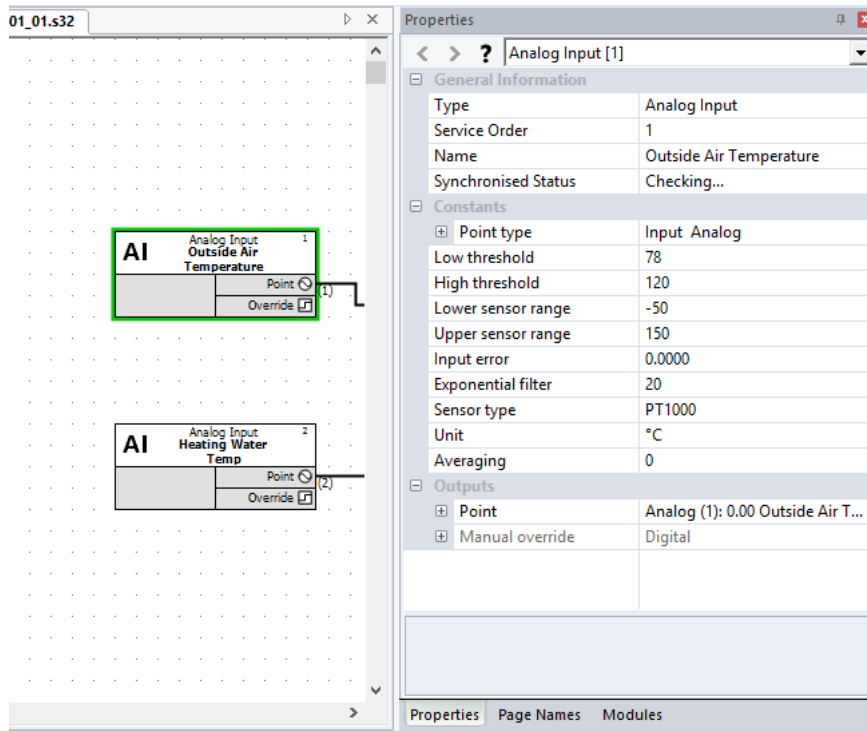 01_01.s32
AI
Analog Input 1
Outside Air
Temperature
Point
(1)
Override
AI
Analog Input 2
Heating Water
Temp
Point
(2)
Override
Properties
? Analog Input [1]
General Information
Type Analog Input
Service Order 1
Name Outside Air Temperature
Synchronised Status Checking...
Constants
Point type Input Analog
Low threshold 78
High threshold 120
Lower sensor range -50
Upper sensor range 150
Input error 0.0000
Exponential filter 20
Sensor type PT1000
Unit °C
Averaging 0
Outputs
Point Analog (1): 0.00 Outside Air T...
Manual override Digital
Properties Page Names Modules